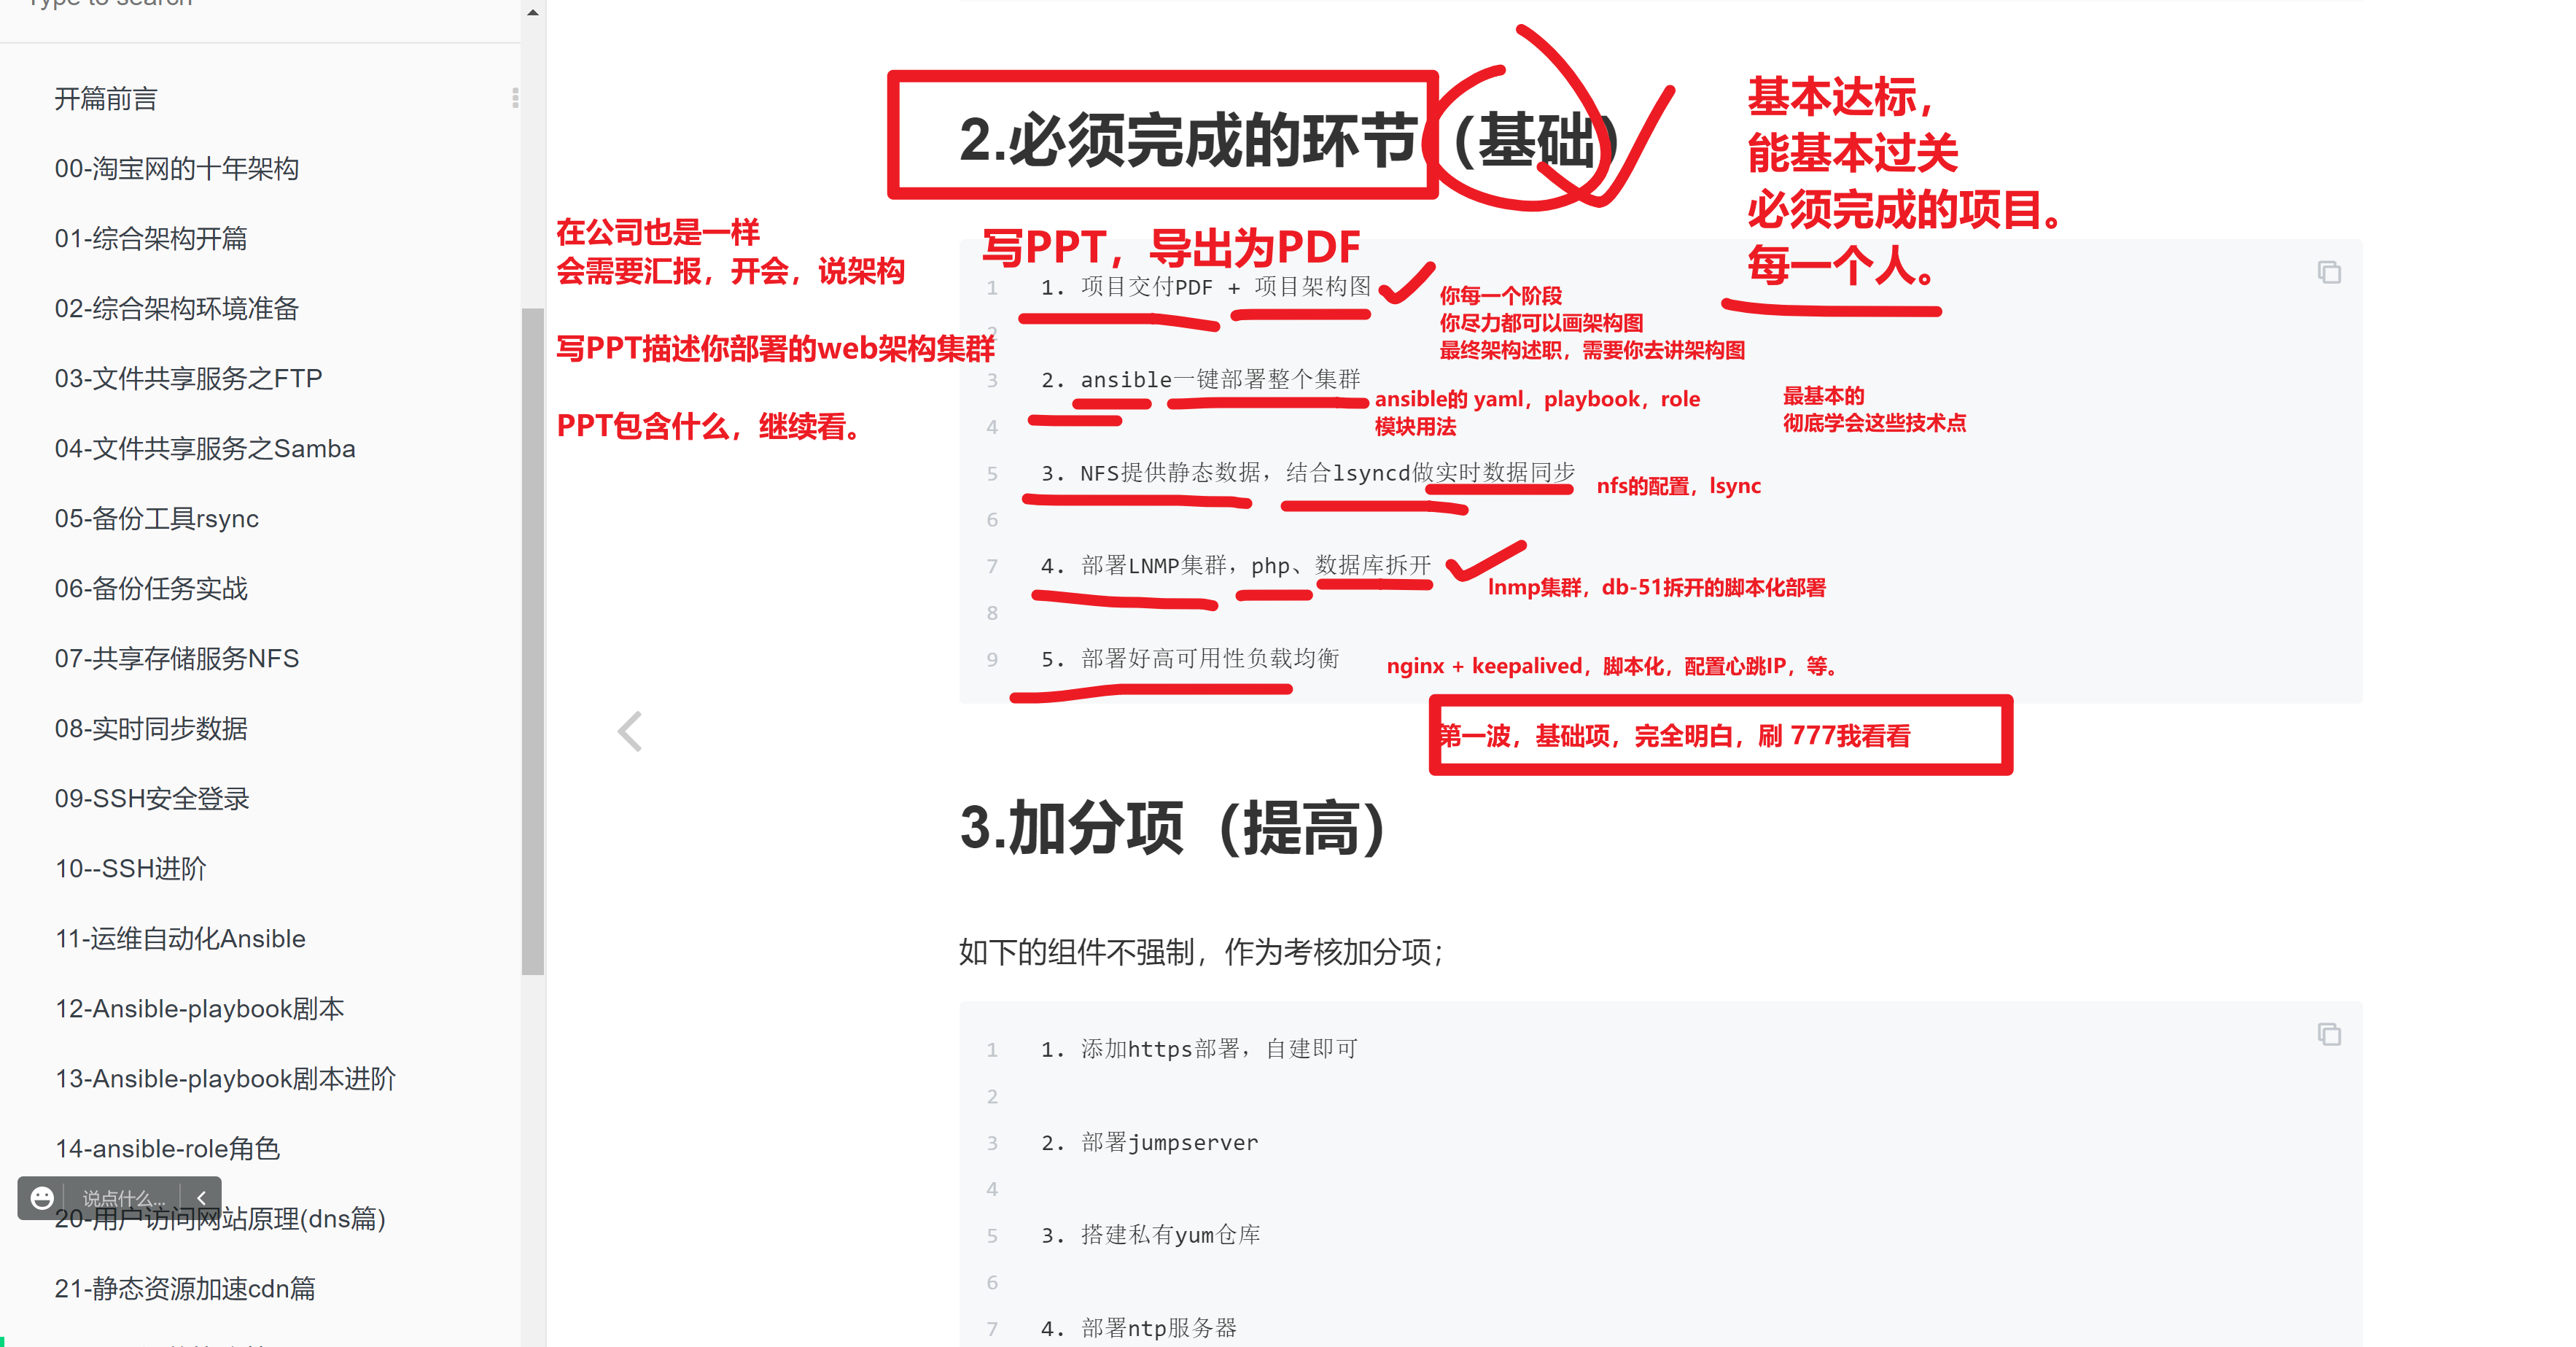 Type to search
开篇前言
00-淘宝网的十年架构
01-综合架构开篇
02-综合架构环境准备
03-文件共享服务之FTP
04-文件共享服务之Samba
05-备份工具rsync
06-备份任务实战
07-共享存储服务NFS
08-实时同步数据
09-SSH安全登录
10--SSH进阶
11-运维自动化Ansible
12-Ansible-playbook剧本
13-Ansible-playbook剧本进阶
14-ansible-role角色
说点什么...
20-用户访问网站原理(dns篇)
21-静态资源加速cdn篇
在公司也是一样
会需要汇报，开会，说架构
写PPT描述你部署的web架构集群
PPT包含什么，继续看。
2.必须完成的环节（基础）
基本达标，
能基本过关
必须完成的项目。
每一个人。
写PPT，导出为PDF
1 1. 项目交付PDF + 项目架构图
你每一个阶段
你尽力都可以画架构图
最终架构述职，需要你去讲架构图
2
3 2. ansible一键部署整个集群
ansible的 yaml，playbook，role
模块用法
最基本的
彻底学会这些技术点
4
5 3. NFS提供静态数据，结合lsyncd做实时数据同步
nfs的配置，lsync
6
7 4. 部署LNMP集群，php、数据库拆开
lnmp集群，db-51拆开的脚本化部署
8
9 5. 部署好高可用性负载均衡
nginx + keepalived，脚本化，配置心跳IP，等。
第一波，基础项，完全明白，刷 777我看看
3.加分项（提高）
如下的组件不强制，作为考核加分项；
1 1. 添加https部署，自建即可
2
3 2. 部署jumpserver
4
5 3. 搭建私有yum仓库
6
7 4. 部署ntp服务器